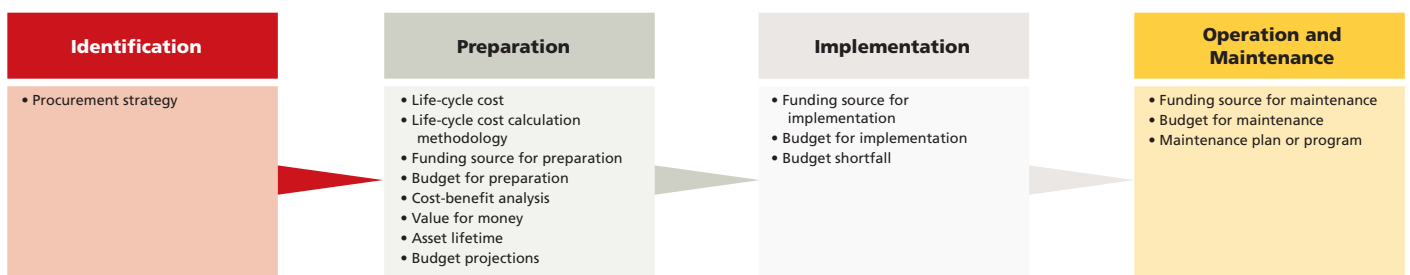 Identification
• Procurement strategy
Preparation
• Life-cycle cost
• Life-cycle cost calculation
methodology
• Funding source for preparation
• Budget for preparation
• Cost-benefit analysis
• Value for money
• Asset lifetime
• Budget projections
Implementation
• Funding source for
implementation
• Budget for implementation
• Budget shortfall
Operation and
Maintenance
• Funding source for maintenance
• Budget for maintenance
• Maintenance plan or program